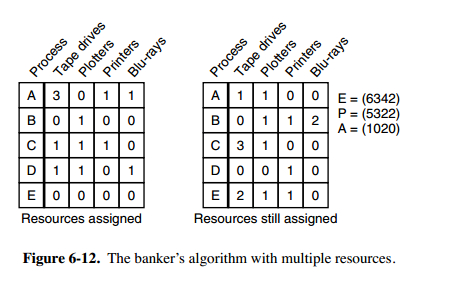 Process Tape drives Plotters Printers Blu-rays
A 3 0 1 1
B 0 1 0 0
C 1 1 1 0
D 1 1 0 1
E 0 0 0 0
Resources assigned
Process Tape drives Plotters Printers Blu-rays
A 1 1 0 0
B 0 1 1 2
C 3 1 0 0
D 0 0 1 0
E 2 1 1 0
Resources still assigned
E = (6342)
P = (5322)
A = (1020)
Figure 6-12. The banker’s algorithm with multiple resources.